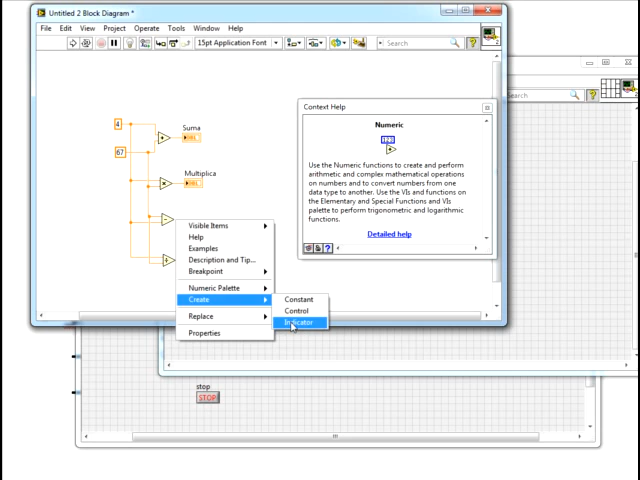 Untitled 2 Block Diagram *
File Edit View Project Operate Tools Window Help
15pt Application Font
Search
Search
4
Suma
DBL
67
Multiplica
DBL
Visible Items
Help
Examples
Description and Tip...
Breakpoint
Numeric Palette
Create
Replace
Properties
Constant
Control
Indicator
Context Help
Numeric
123
Use the Numeric functions to create and perform
arithmetic and complex mathematical operations
on numbers and to convert numbers from one
data type to another. Use the VIs and functions on
the Elementary and Special Functions and VIs
palette to perform trigonometric and logarithmic
functions.
Detailed help
stop
STOP